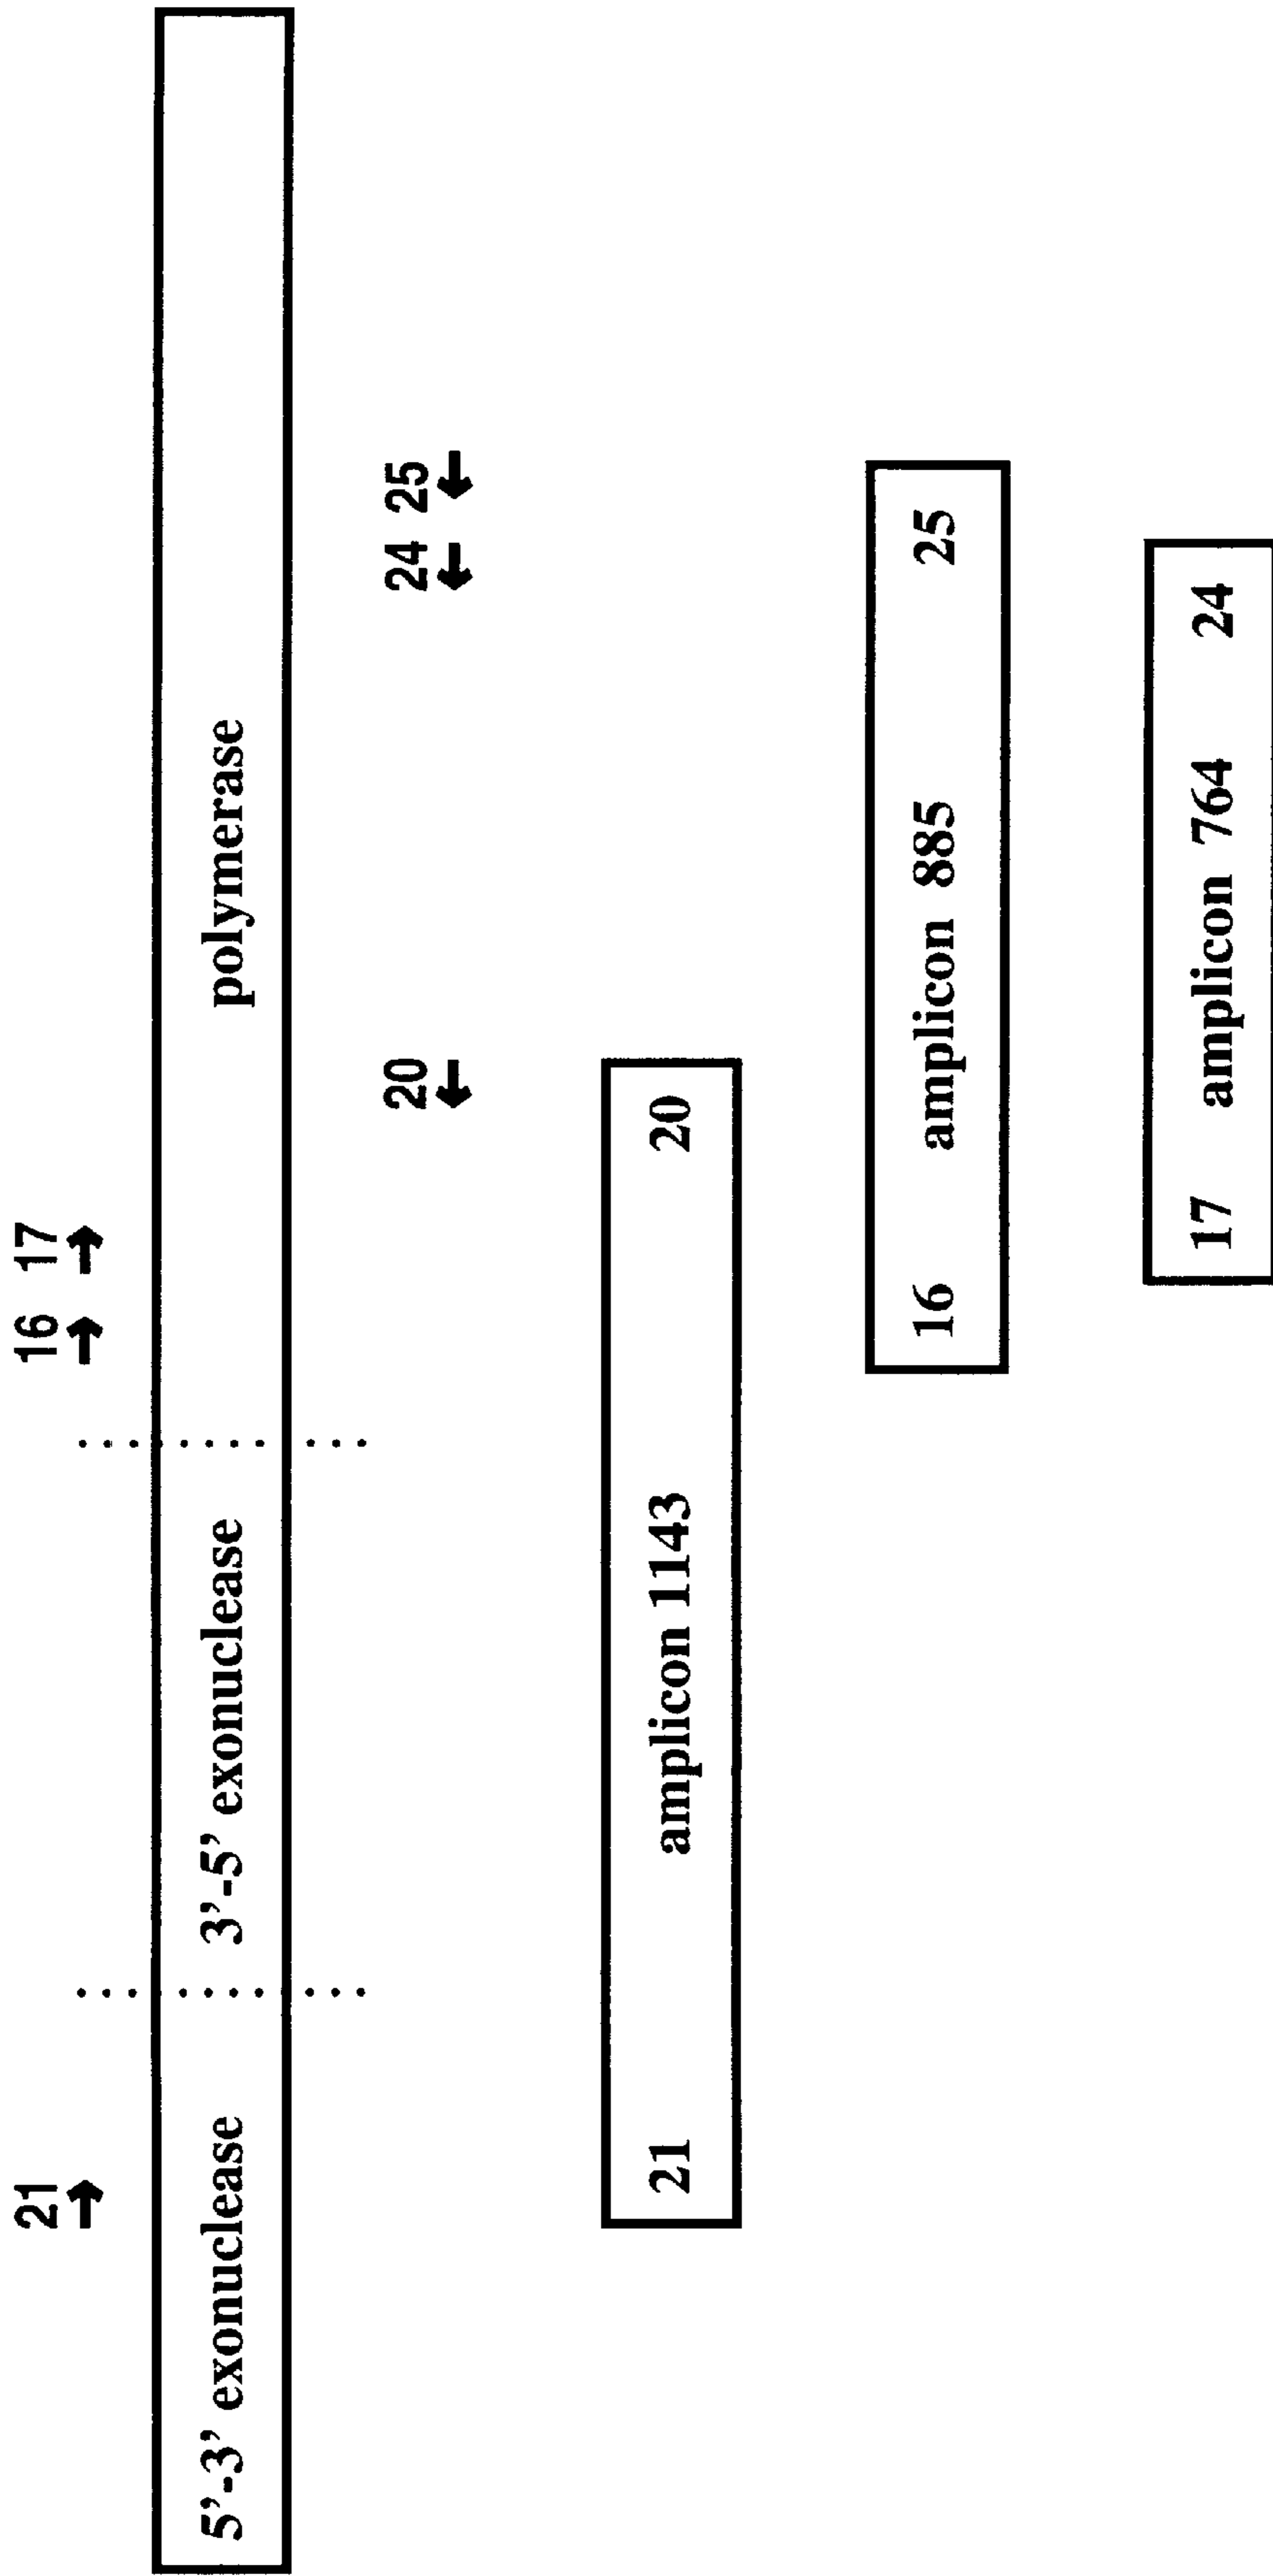 21 16 17
5'-3' exonuclease 3'-5' exonuclease polymerase
20 24 25
21 amplicon 1143 20
16 amplicon 885 25
17 amplicon 764 24